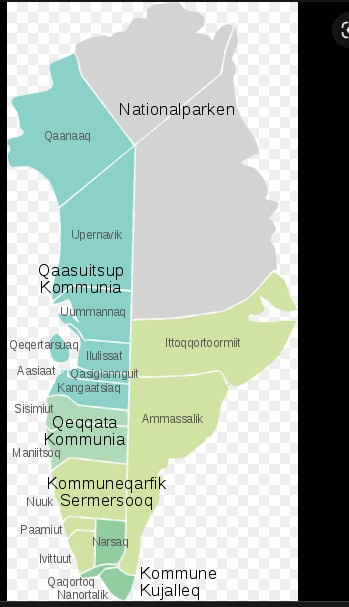 Nationalparken
Qaanaaq
Upernavik
Qaasuitsup
Kommunia
Uummannaq
Qeqertarsuaq
Ittoqqortoormiit
Ilulissat
Aasiaat
Qasigiannguit
Kangaatsiaq
Sisimiut
Qeqqata
Kommunia
Ammassalik
Maniitsoq
Kommuneqarfik
Sermersooq
Nuuk
Paamiut
Narsaq
Ivittuut
Qaqortoq
Nanortalik
Kommune
Kujalleq